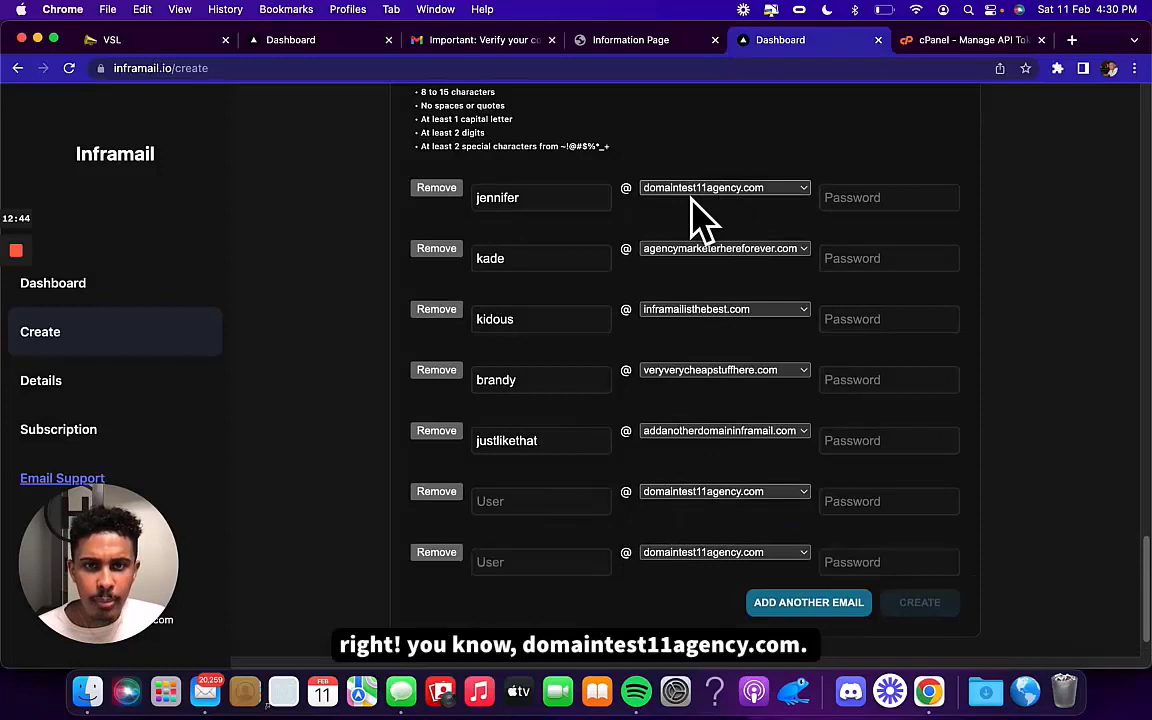 Chrome File Edit View History Bookmarks Profiles Tab Window Help Sat 11 Feb 4:30 PM
VSL Dashboard Important: Verify your co Information Page Dashboard cPanel - Manage API Tok
inframail.io/create
8 to 15 characters
No spaces or quotes
At least 1 capital letter
At least 2 digits
At least 2 special characters from ~!@#$%*_+
Inframail
12:44
Dashboard
Create
Details
Subscription
Email Support
com
Remove jennifer @ domaintest11agency.com Password
Remove kade @ agencymarketerhereforever.com Password
Remove kidous @ inframailisthebest.com Password
Remove brandy @ veryverycheapstuffhere.com Password
Remove justlikethat @ addanotherdomaininframail.com Password
Remove User @ domaintest11agency.com Password
Remove User @ domaintest11agency.com Password
ADD ANOTHER EMAIL CREATE
right! you know, domaintest11agency.com.
20,259
FEB
11
tv